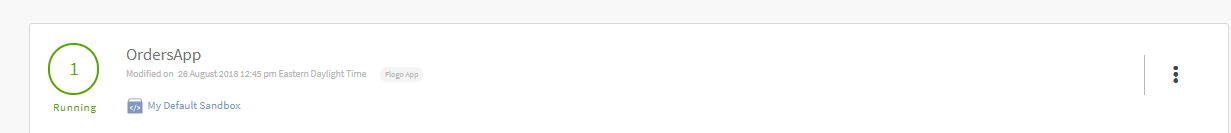 1
Running
OrdersApp
Modified on 26 August 2018 12:45 pm Eastern Daylight Time Flogo App
My Default Sandbox